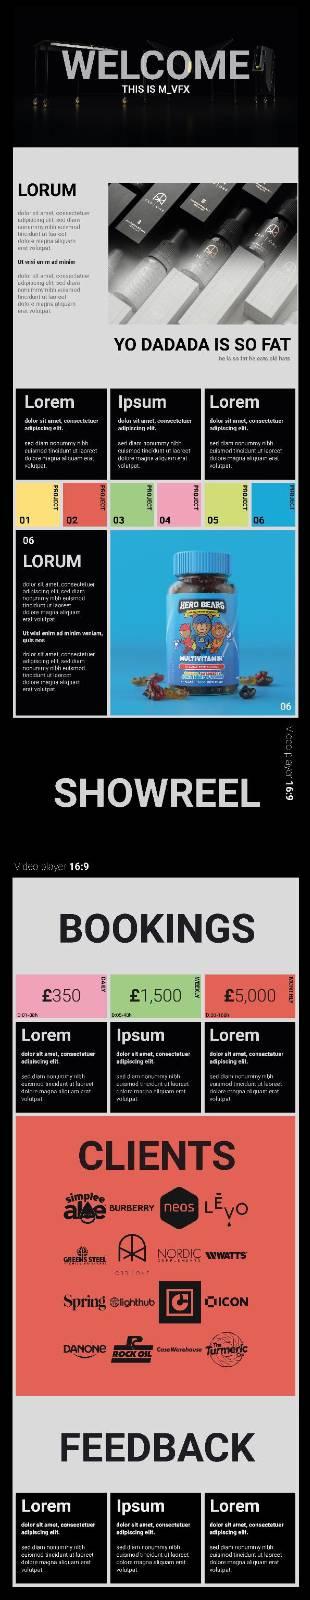 WELCOME
THIS IS M_VFX
LORUM
dolor sit amet, consectetuer
adipiscing elit, sed diam
nonummy nibh euismod
tincidunt ut laoreet
dolore magna aliquam
erat volutpat.
Ut wisi enim ad minim
dolor sit amet, consectetuer
adipiscing elit, sed diam
nonummy nibh euismod
tincidunt ut laoreet
dolore magna aliquam
erat volutpat.
YO DADADA IS SO FAT
he is so fat he eats old hats
Lorem
dolor sit amet, consectetuer
adipiscing elit.
sed diam nonummy nibh
euismod tincidunt ut laoreet
dolore magna aliquam erat
volutpat.
Ipsum
dolor sit amet, consectetuer
adipiscing elit.
sed diam nonummy nibh
euismod tincidunt ut laoreet
dolore magna aliquam erat
volutpat.
Lorem
dolor sit amet, consectetuer
adipiscing elit.
sed diam nonummy nibh
euismod tincidunt ut laoreet
dolore magna aliquam erat
volutpat.
01 PROJECT
02 PROJECT
03 PROJECT
04 PROJECT
05 PROJECT
06 PROJECT
06
LORUM
dolor sit amet, consectetuer
adipiscing elit, sed diam
nonummy nibh euismod
tincidunt ut laoreet
dolore magna aliquam
erat volutpat.
Ut wisi enim ad minim veniam,
quis nos
dolor sit amet, consectetuer
adipiscing elit, sed diam
nonummy nibh euismod
tincidunt ut laoreet
dolore magna aliquam
erat volutpat.
HERO BEARS
MULTIVITAMIN
06
Video player 16:9
SHOWREEL
Video player 16:9
BOOKINGS
£350
DAILY
£1,500
WEEKLY
£5,000
MONTHLY
Lorem
dolor sit amet, consectetuer
adipiscing elit.
sed diam nonummy nibh
euismod tincidunt ut laoreet
dolore magna aliquam erat
volutpat.
Ipsum
dolor sit amet, consectetuer
adipiscing elit.
sed diam nonummy nibh
euismod tincidunt ut laoreet
dolore magna aliquam erat
volutpat.
Lorem
dolor sit amet, consectetuer
adipiscing elit.
sed diam nonummy nibh
euismod tincidunt ut laoreet
dolore magna aliquam erat
volutpat.
CLIENTS
simplee aloe
BURBERRY
neos
LĒVO
GREENS STEEL
NORDIC
WATTS
Spring
lighthub
ICON
DANONE
ROCK OIL
CaseWarehouse
The Turmeric
FEEDBACK
Lorem
dolor sit amet, consectetuer
adipiscing elit.
sed diam nonummy nibh
euismod tincidunt ut laoreet
dolore magna aliquam erat
volutpat.
Ipsum
dolor sit amet, consectetuer
adipiscing elit.
sed diam nonummy nibh
euismod tincidunt ut laoreet
dolore magna aliquam erat
volutpat.
Lorem
dolor sit amet, consectetuer
adipiscing elit.
sed diam nonummy nibh
euismod tincidunt ut laoreet
dolore magna aliquam erat
volutpat.